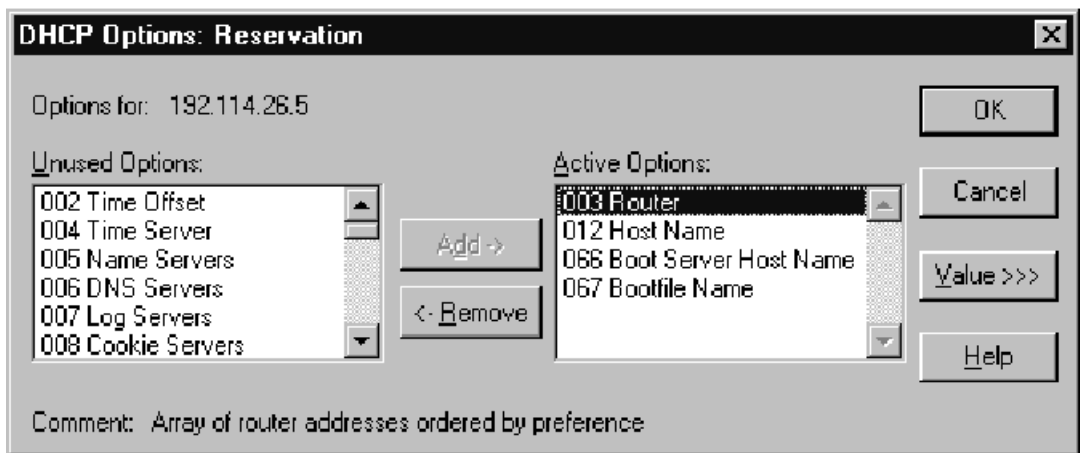 DHCP Options: Reservation
Options for: 192.114.26.5
Unused Options:
002 Time Offset
004 Time Server
005 Name Servers
006 DNS Servers
007 Log Servers
008 Cookie Servers
Add ->
<- Remove
Active Options:
003 Router
012 Host Name
066 Boot Server Host Name
067 Bootfile Name
OK
Cancel
Value >>>
Help
Comment: Array of router addresses ordered by preference